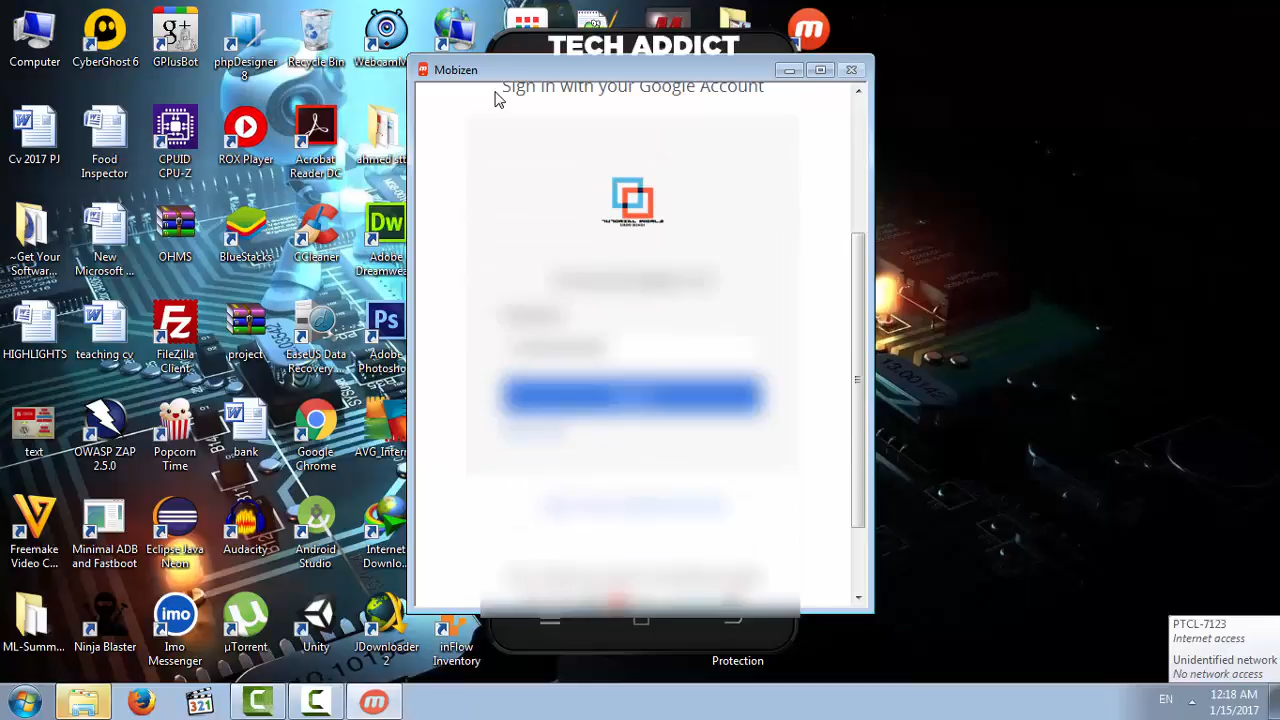 Computer
CyberGhost 6
GPlusBot
phpDesigner
8
Recycle Bin
TECH ADDICT
Mobizen
Sign in with your Google Account
Cv 2017 PJ
Food
Inspector
CPUID
CPU-Z
ROX Player
Acrobat
Reader DC
TUTORIAL WORLD
~Get Your
Softwar...
New
Microsoft ...
OHMS
BlueStacks
CCleaner
Adobe
Dreamwea
HIGHLIGHTS
teaching cv
FileZilla
Client
project
EaseUS Data
Recovery...
Adobe
Photosho
text
OWASP ZAP
2.5.0
Popcorn
Time
bank
Google
Chrome
AVG_Intern
Freemake
Video C...
Minimal ADB
and Fastboot
Eclipse Java
Neon
Audacity
Android
Studio
Internet
Downlo...
ML-Summ...
Ninja Blaster
Imo
Messenger
µTorrent
Unity
JDownloader
2
inFlow
Inventory
Protection
PTCL-7123
Internet access
Unidentified network
No network access
EN
12:18 AM
1/15/2017